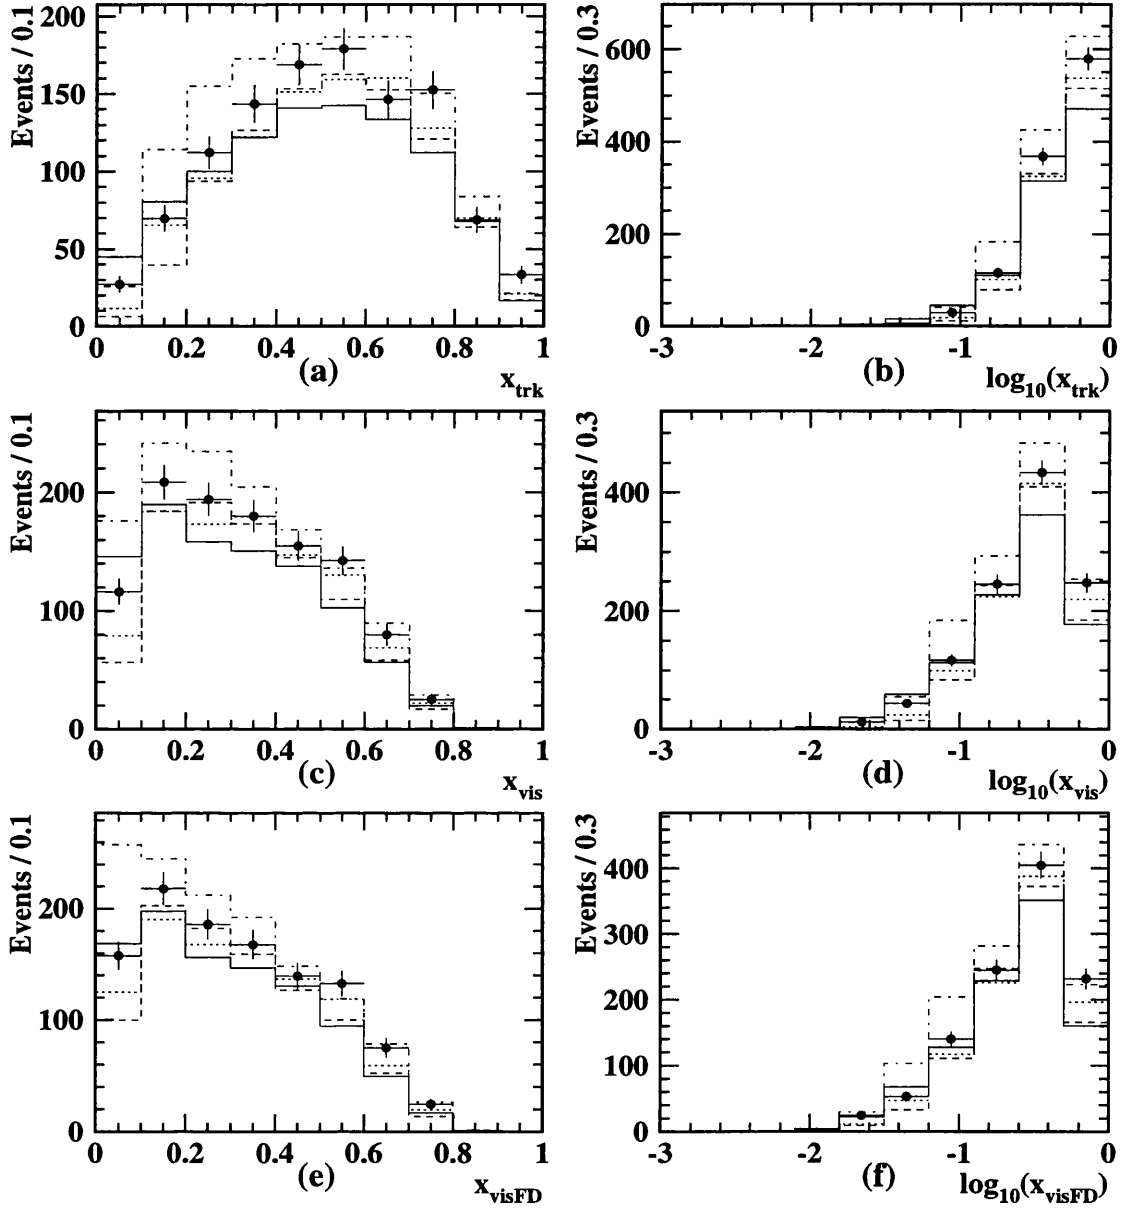 Events / 0.1
200
150
100
50
0
0 0.2 0.4 0.6 0.8 1
(a)
x_trk
Events / 0.3
600
400
200
0
-3 -2 -1 0
(b)
log10(x_trk)
Events / 0.1
200
100
0
0 0.2 0.4 0.6 0.8 1
(c)
x_vis
Events / 0.3
400
200
0
-3 -2 -1 0
(d)
log10(x_vis)
Events / 0.1
200
100
0
0 0.2 0.4 0.6 0.8 1
(e)
x_visFD
Events / 0.3
400
300
200
100
0
-3 -2 -1 0
(f)
log10(x_visFD)